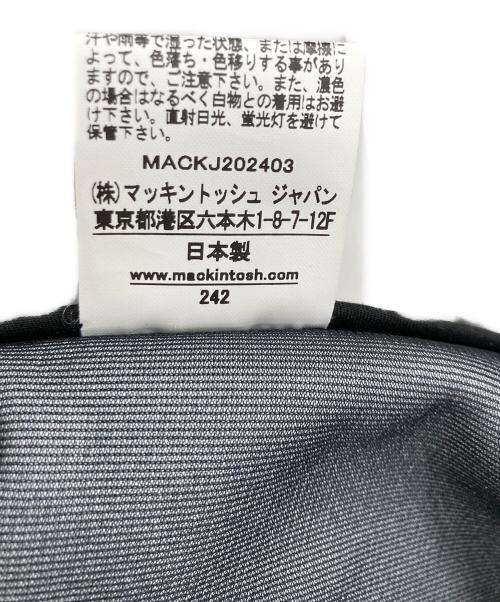 汗や雨等で湿った状態、または摩擦に
よって、色落ち・色移りする事があり
ますので、ご注意下さい。また、濃色
の場合はなるべく白物との着用はお避
け下さい。直射日光、蛍光灯を避けて
保管下さい。
MACKJ202403
(株)マッキントッシュ ジャパン
東京都港区六本木1-8-7-12F
日本製
www.mackintosh.com
242